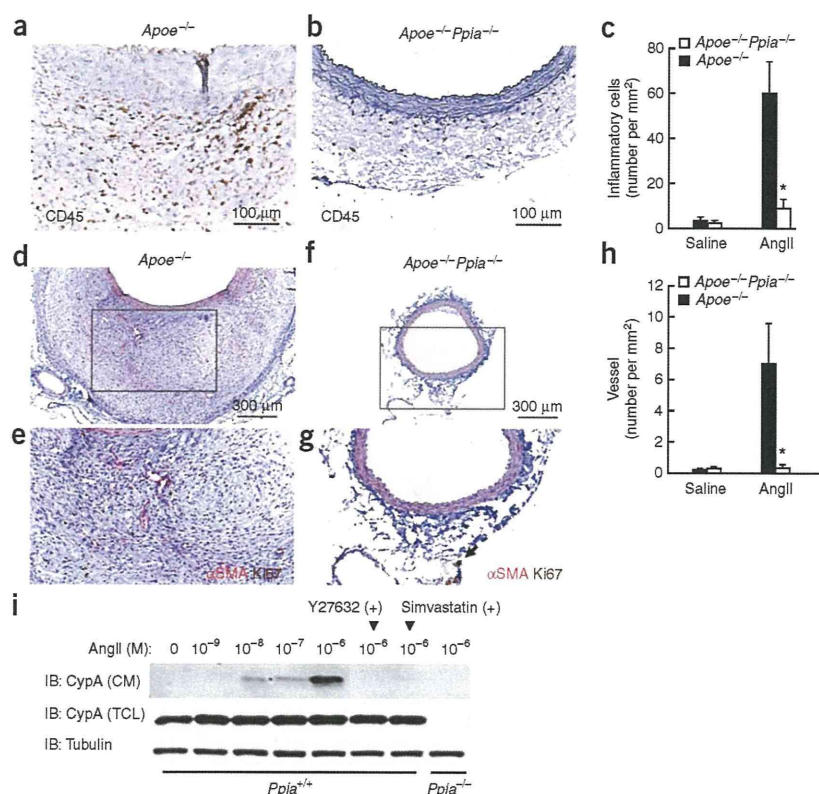 a
Apoe⁻/⁻
CD45
100 μm
b
Apoe⁻/⁻Ppia⁻/⁻
CD45
100 μm
c
Apoe⁻/⁻Ppia⁻/⁻
Apoe⁻/⁻
Inflammatory cells
(number per mm²)
80
60
40
20
0
*
Saline
AngII
d
Apoe⁻/⁻
300 μm
f
Apoe⁻/⁻Ppia⁻/⁻
300 μm
h
Apoe⁻/⁻Ppia⁻/⁻
Apoe⁻/⁻
Vessel
(number per mm²)
12
10
8
6
4
2
0
*
Saline
AngII
e
αSMA Ki67
g
αSMA Ki67
i
Y27632 (+)
Simvastatin (+)
AngII (M): 0 10⁻⁹ 10⁻⁸ 10⁻⁷ 10⁻⁶ 10⁻⁶ 10⁻⁶ 10⁻⁶
IB: CypA (CM)
IB: CypA (TCL)
IB: Tubulin
Ppia⁺/⁺
Ppia⁻/⁻